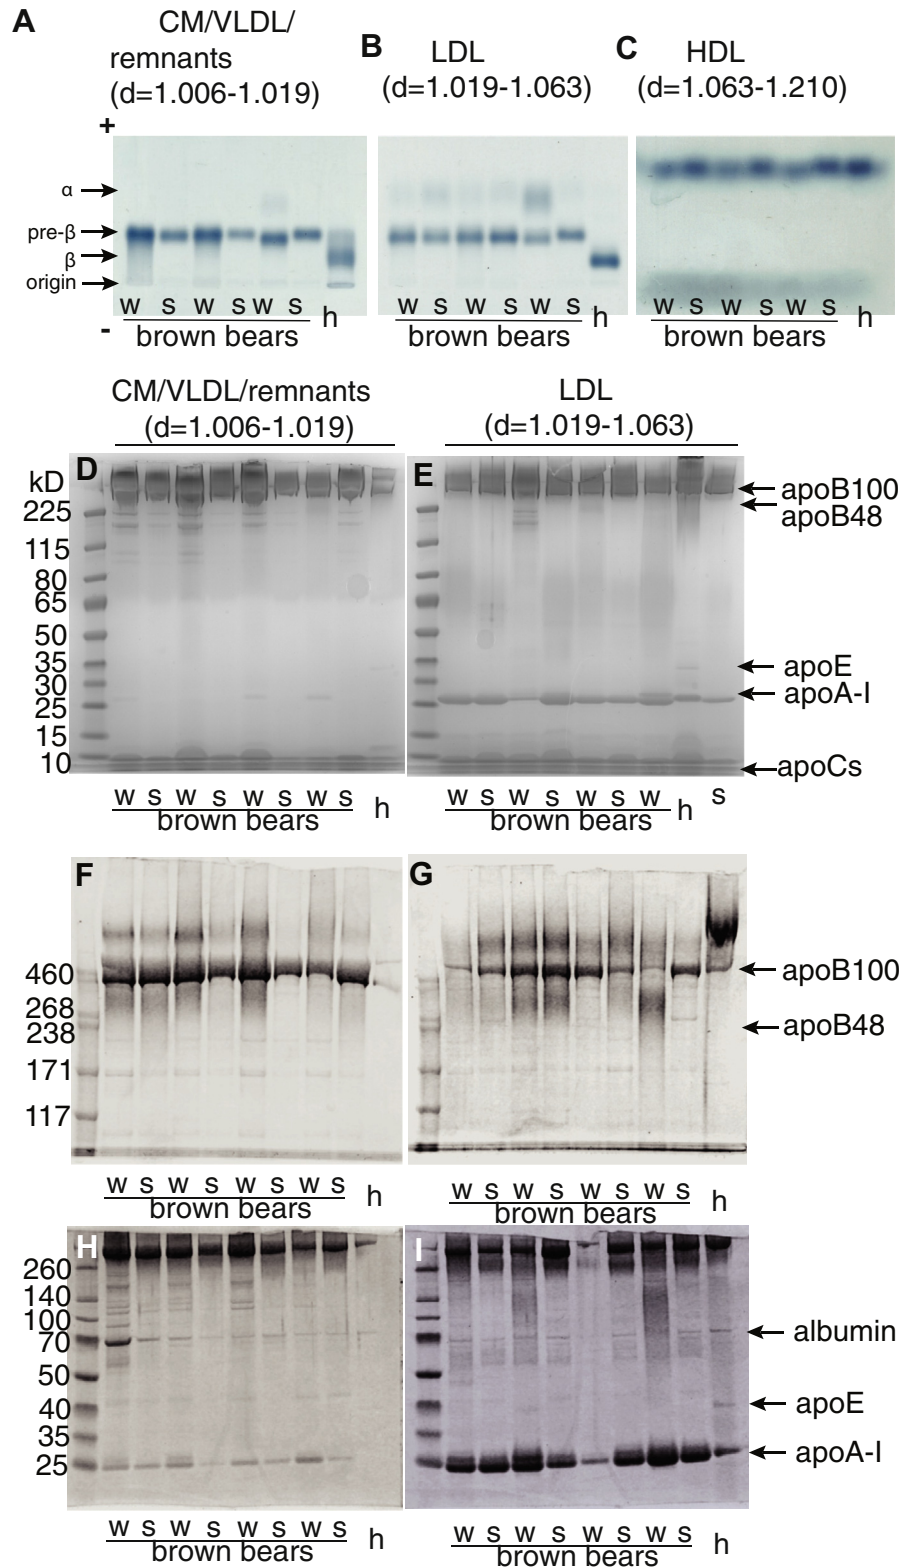 A
CM/VLDL/
remnants
(d=1.006-1.019)
B
LDL
(d=1.019-1.063)
C
HDL
(d=1.063-1.210)
+
α
pre-β
β
origin
-
w s w s w s h
brown bears
w s w s w s h
brown bears
w s w s w s h
brown bears
CM/VLDL/remnants
(d=1.006-1.019)
LDL
(d=1.019-1.063)
D
kD
225
115
80
65
50
35
30
25
15
10
E
apoB100
apoB48
apoE
apoA-I
apoCs
w s w s w s w s h
brown bears
w s w s w s w h s
brown bears
F
460
268
238
171
117
G
apoB100
apoB48
w s w s w s w s h
brown bears
w s w s w s w s h
brown bears
H
260
140
100
70
50
40
35
25
I
albumin
apoE
apoA-I
w s w s w s w s h
brown bears
w s w s w s w s h
brown bears